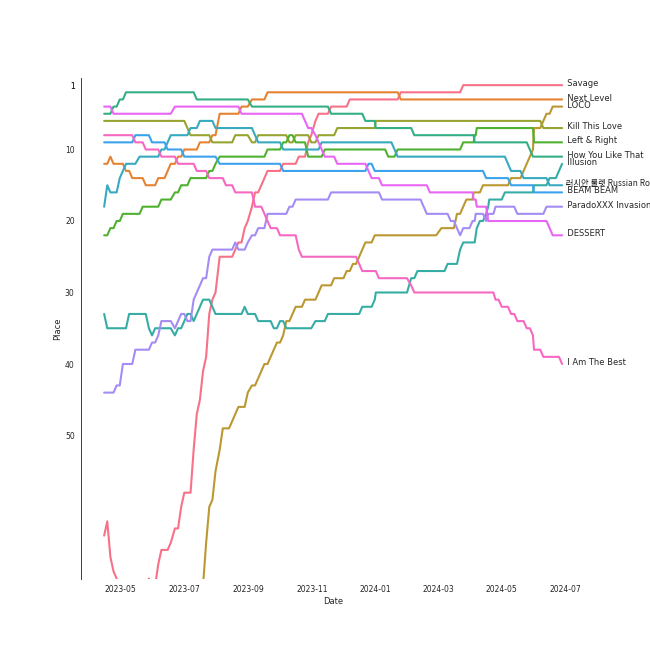 1
10
20
30
40
50
Place
2023-05
2023-07
2023-09
2023-11
2024-01
2024-03
2024-05
2024-07
Date
Savage
Next Level
LOCO
Kill This Love
Left & Right
How You Like That
Illusion
러시안 룰렛 Russian Ro
BEAM BEAM
ParadoXXX Invasion
DESSERT
I Am The Best